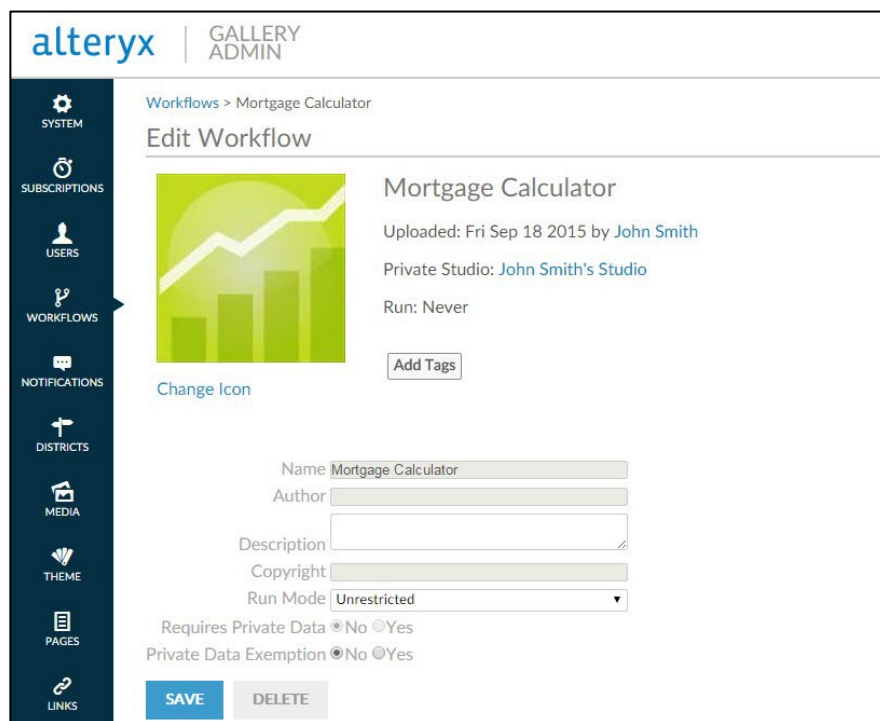 alteryx
GALLERY
ADMIN
SYSTEM
SUBSCRIPTIONS
USERS
WORKFLOWS
NOTIFICATIONS
DISTRICTS
MEDIA
THEME
PAGES
LINKS
Workflows > Mortgage Calculator
Edit Workflow
Mortgage Calculator
Uploaded: Fri Sep 18 2015 by John Smith
Private Studio: John Smith's Studio
Run: Never
Add Tags
Change Icon
Name Mortgage Calculator
Author
Description
Copyright
Run Mode Unrestricted
Requires Private Data No Yes
Private Data Exemption No Yes
SAVE DELETE